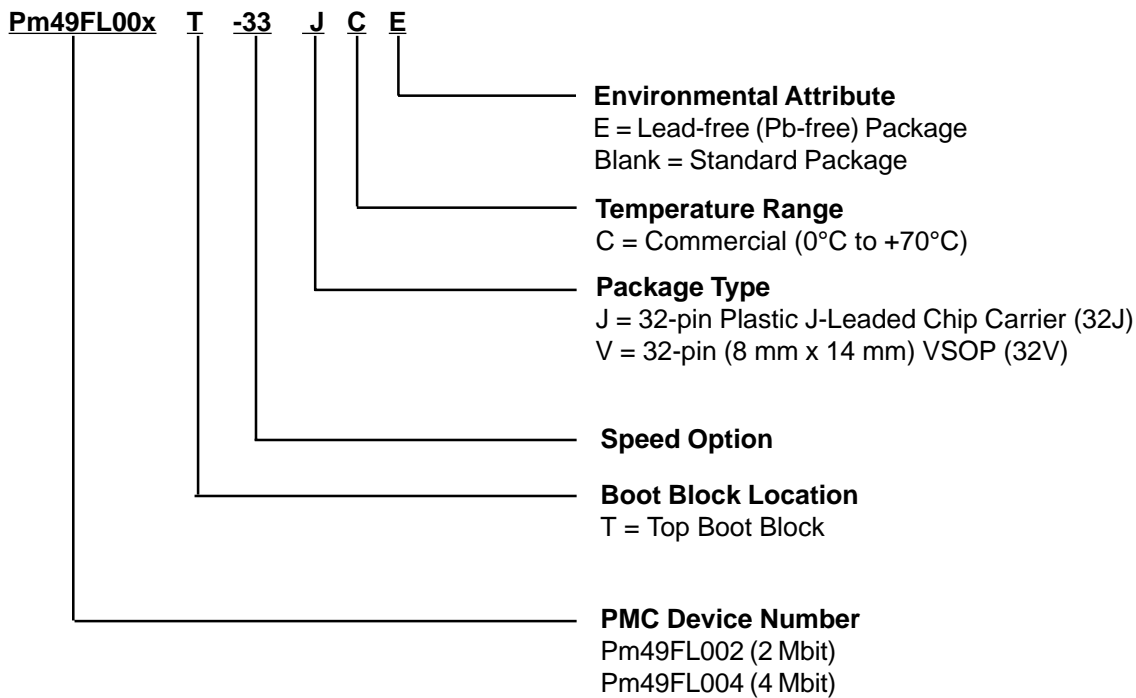 Pm49FL00x T -33 J C E
Environmental Attribute
E = Lead-free (Pb-free) Package
Blank = Standard Package
Temperature Range
C = Commercial (0°C to +70°C)
Package Type
J = 32-pin Plastic J-Leaded Chip Carrier (32J)
V = 32-pin (8 mm x 14 mm) VSOP (32V)
Speed Option
Boot Block Location
T = Top Boot Block
PMC Device Number
Pm49FL002 (2 Mbit)
Pm49FL004 (4 Mbit)